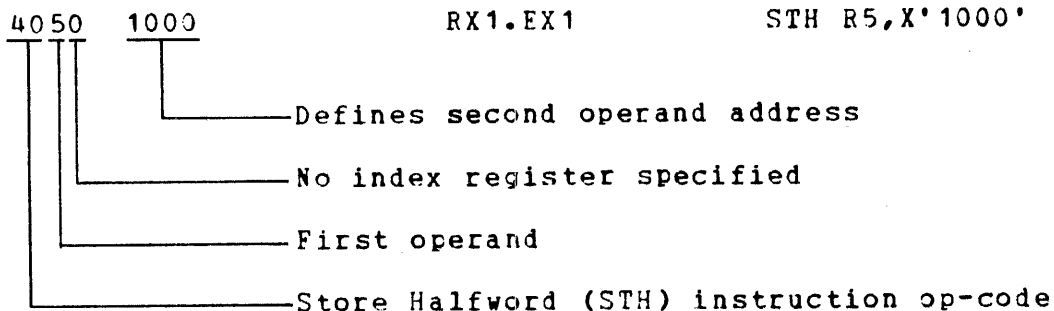 4050 1000 RX1.EX1 STH R5,X'1000'
Defines second operand address
No index register specified
First operand
Store Halfword (STH) instruction op-code